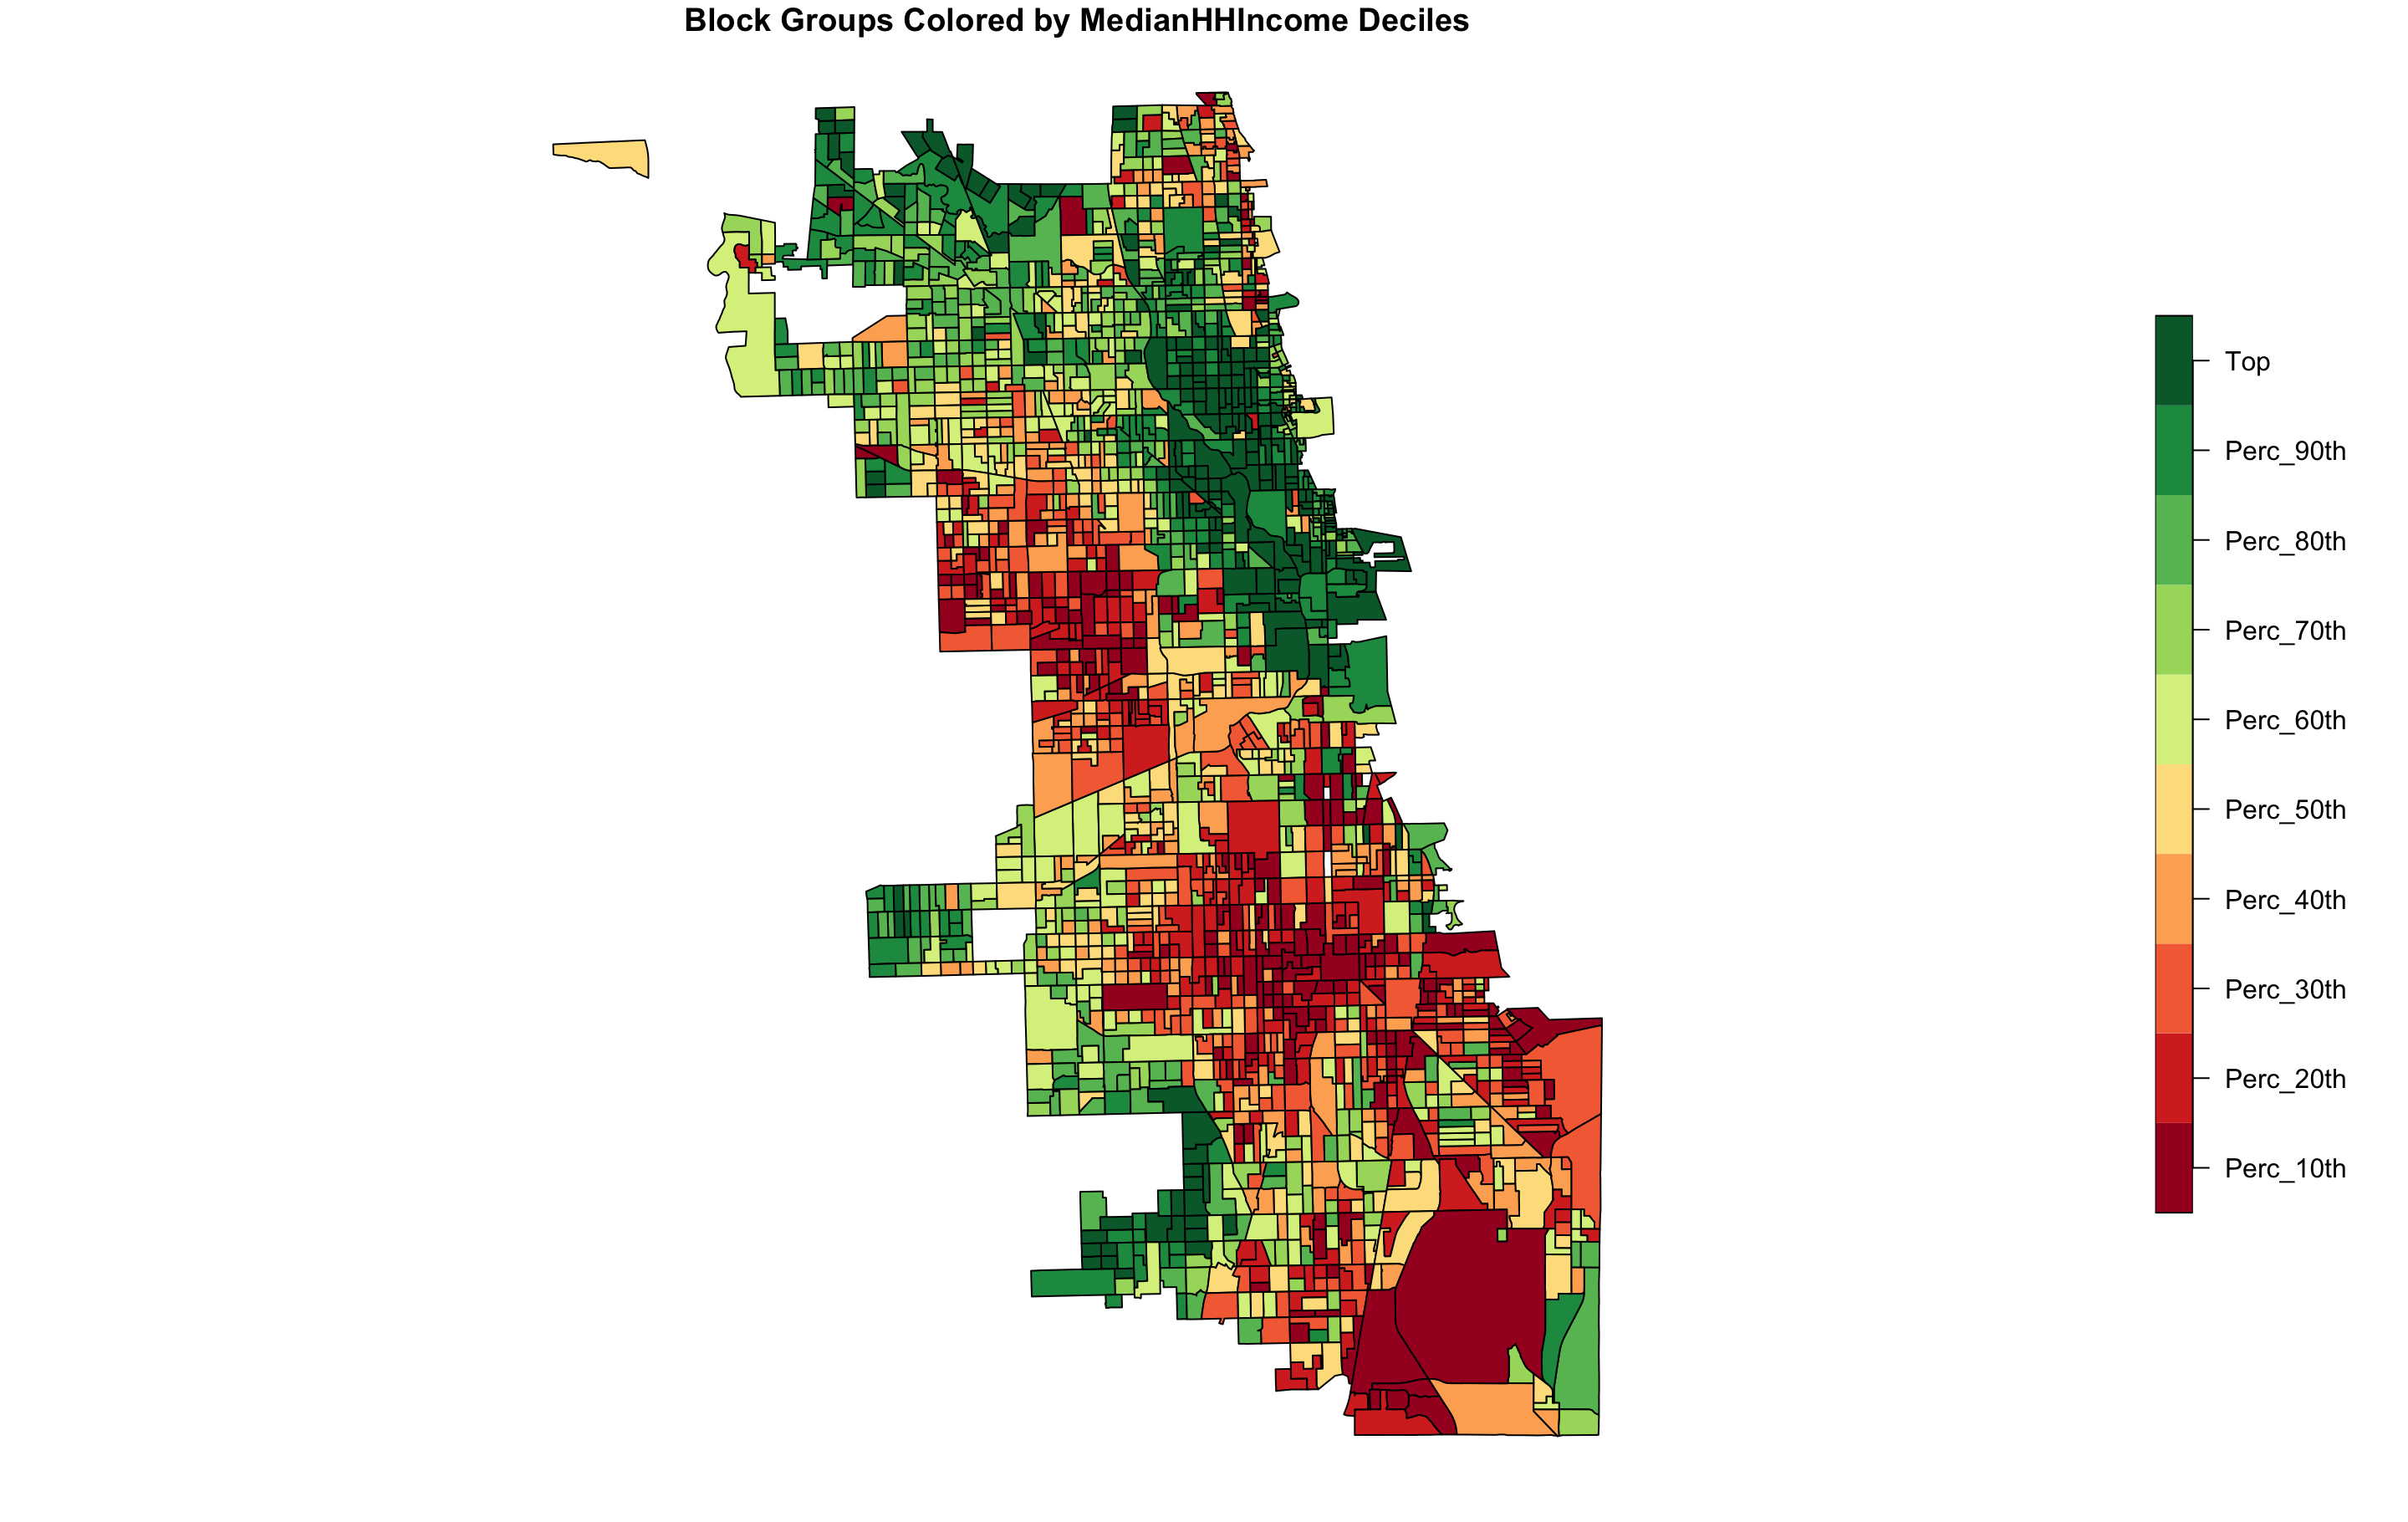 Block Groups Colored by MedianHHIncome Deciles
Top
Perc_90th
Perc_80th
Perc_70th
Perc_60th
Perc_50th
Perc_40th
Perc_30th
Perc_20th
Perc_10th